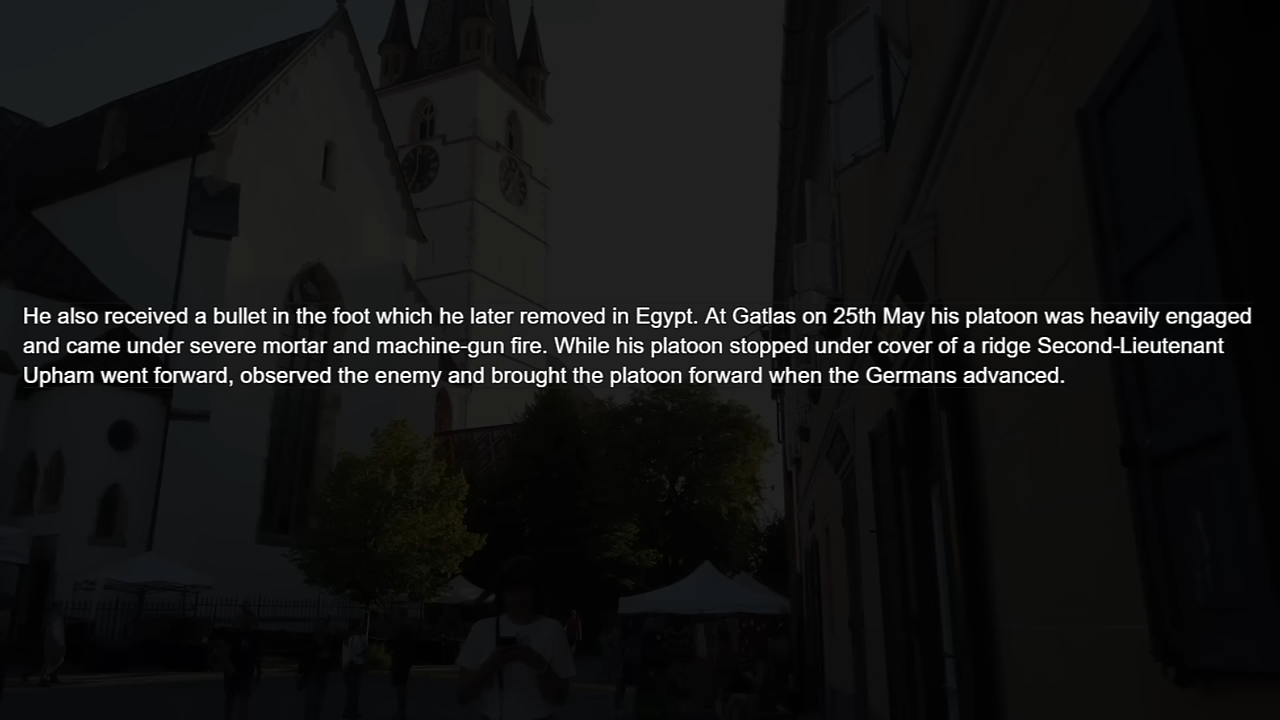 He also received a bullet in the foot which he later removed in Egypt. At Gatlas on 25th May his platoon was heavily engaged
and came under severe mortar and machine-gun fire. While his platoon stopped under cover of a ridge Second-Lieutenant
Upham went forward, observed the enemy and brought the platoon forward when the Germans advanced.